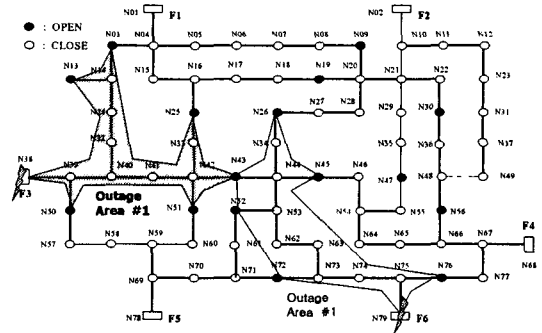 N01 F1 N02 F2
● : OPEN
○ : CLOSE
N03 N04 N05 N06 N07 N08 N09 N10 N11 N12
N13 N14 N15 N16 N17 N18 N19 N20 N21 N22 N23
N25 N26 N27 N28 N29 N30 N31
N34 N35 N36 N37
N38 N39 N40 N41 N42 N43 N44 N45 N46 N47 N48 N49
F3
Outage
Area #1
N50 N51 N52 N53 N54 N55 N56 F4
N57 N58 N59 N60 N61 N62 N63 N64 N65 N66 N67 N68
N69 N70 N71 N72 N73 N74 N75 N76 N77
Outage
Area #1
N78 F5 N79 F6